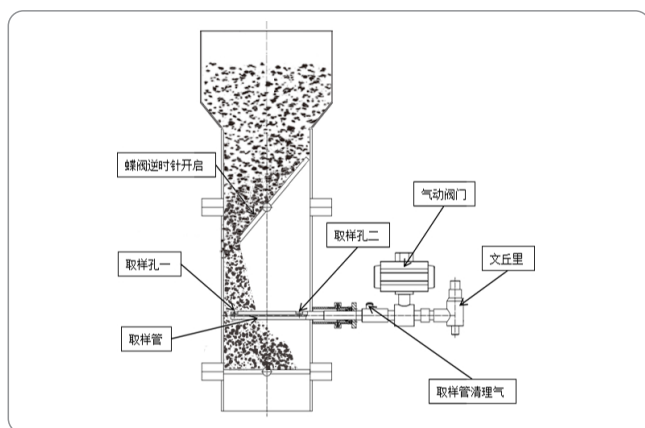 蝶阀逆时针开启
气动阀门
取样孔二
文丘里
取样孔一
取样管
取样管清理气